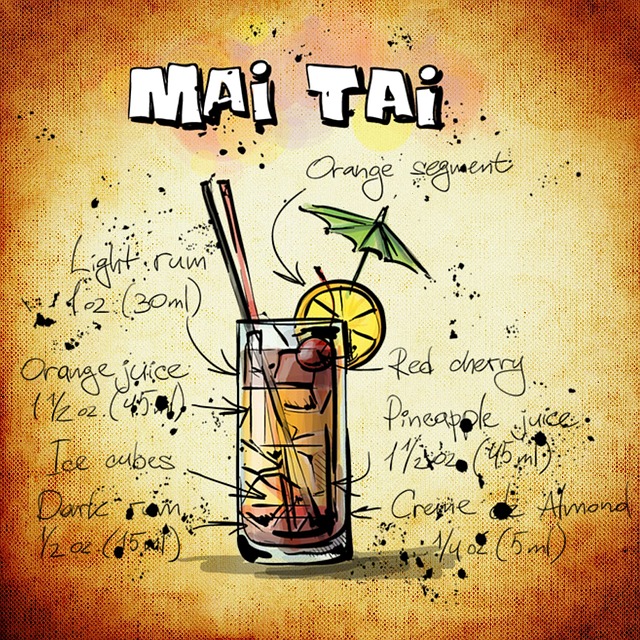 MAI TAI
Orange segment
Light rum
1 oz (30ml)
Orange juice
1 1/2 oz (45ml)
Ice cubes
Dark rum
1/2 oz (15ml)
Red cherry
Pineapple juice
1 1/2 oz (45ml)
Creme de Almond
1/4 oz (5ml)